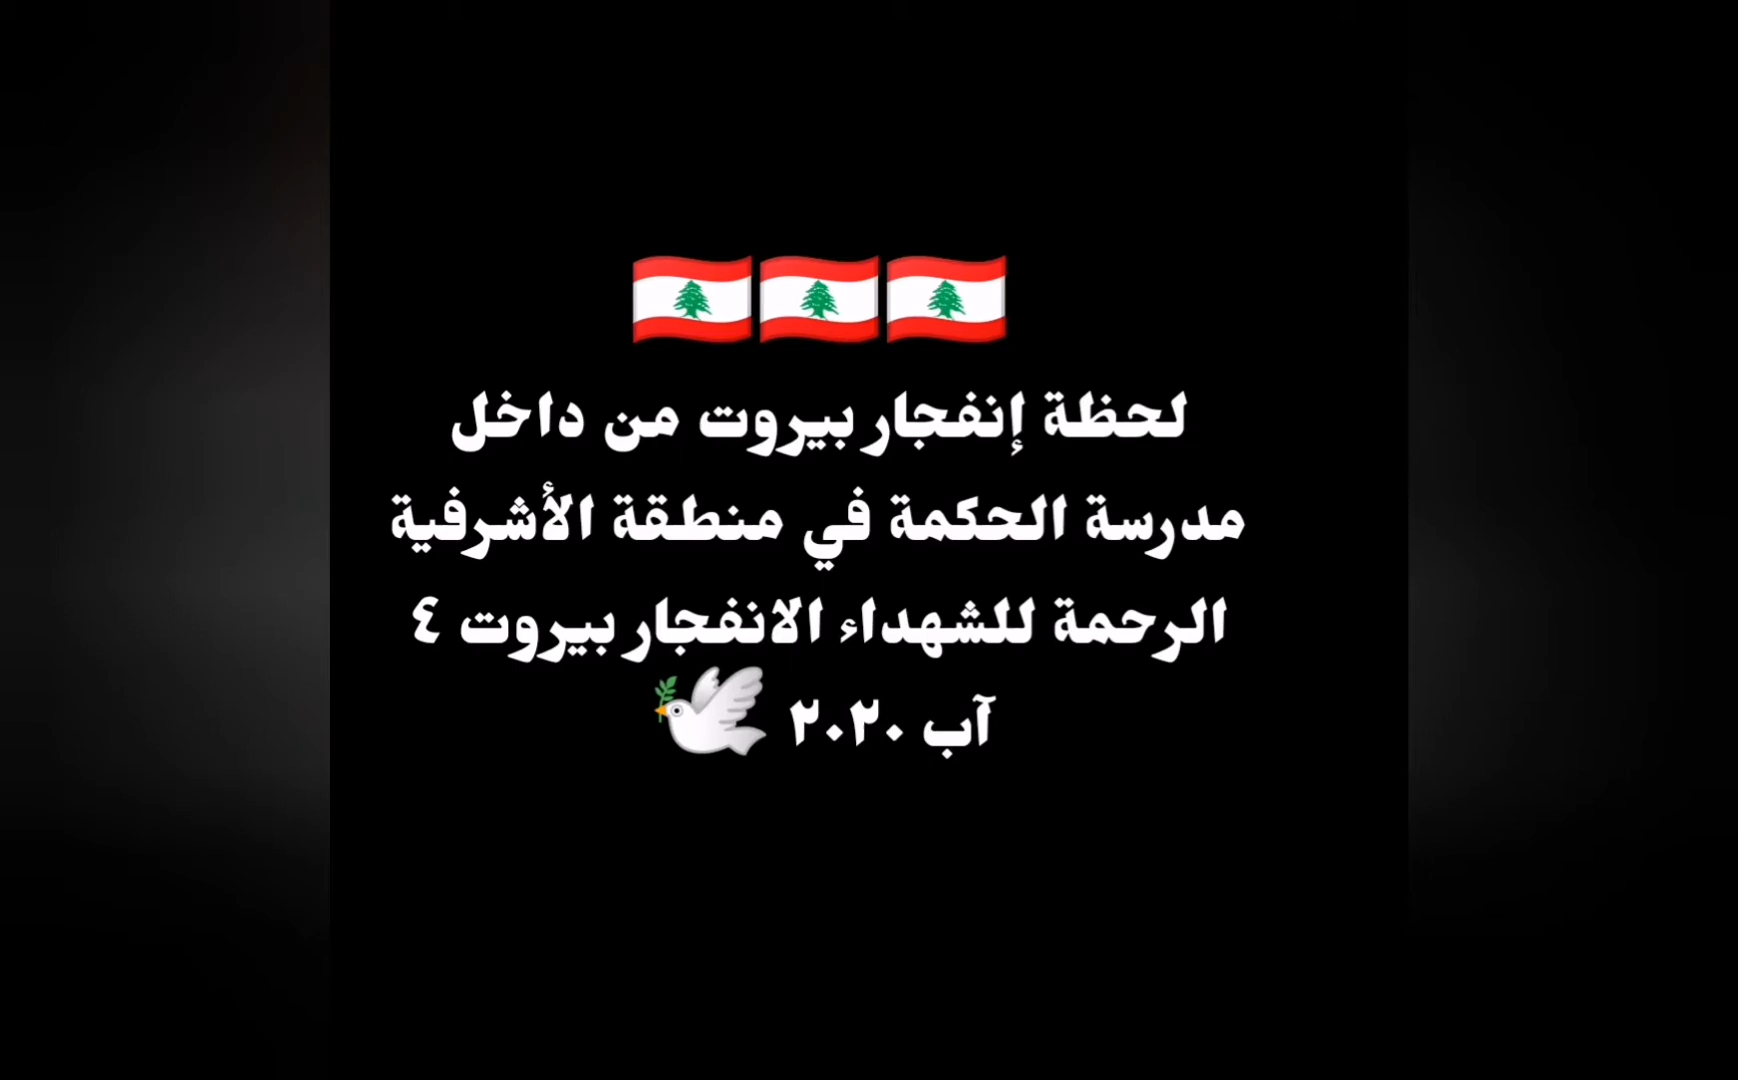 🇱🇧🇱🇧🇱🇧
لحظة إنفجار بيروت من داخل
مدرسة الحكمة في منطقة الأشرفية
الرحمة للشهداء الانفجار بيروت ٤
آب ٢٠٢٠ 🕊️